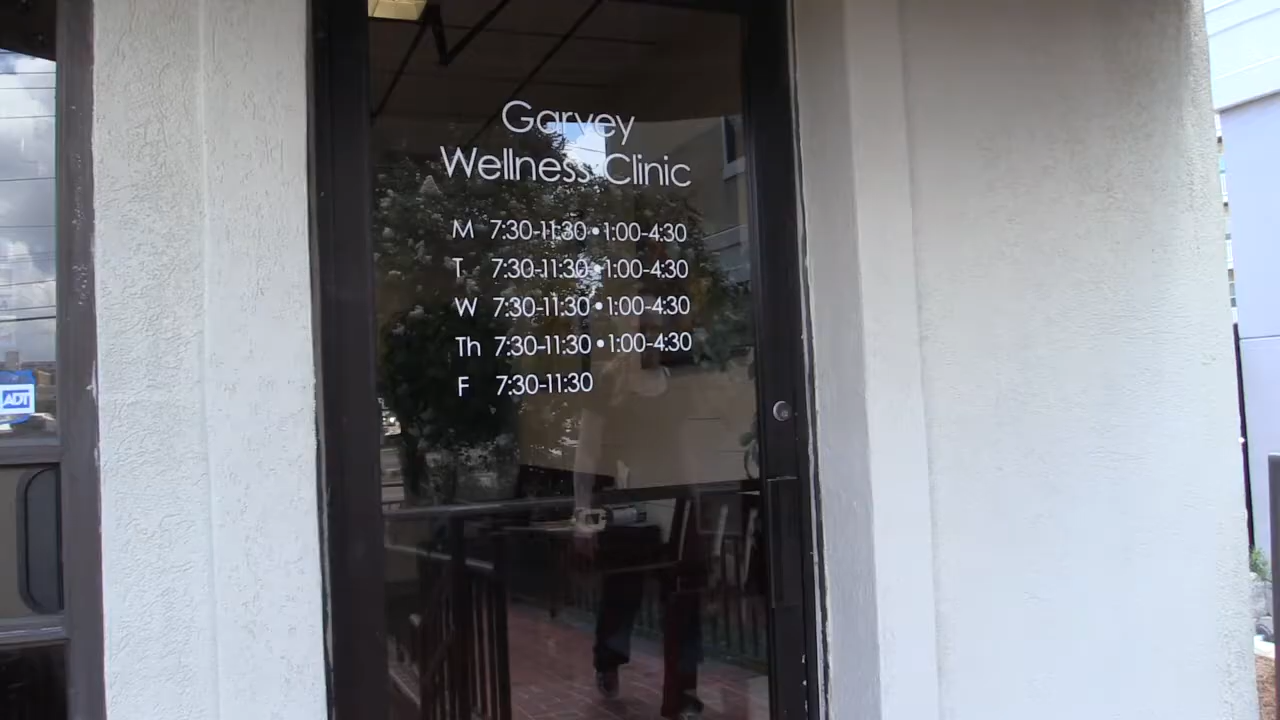 Garvey
Wellness Clinic
M 7:30-11:30•1:00-4:30
T 7:30-11:30•1:00-4:30
W 7:30-11:30•1:00-4:30
Th 7:30-11:30•1:00-4:30
F 7:30-11:30
ADT